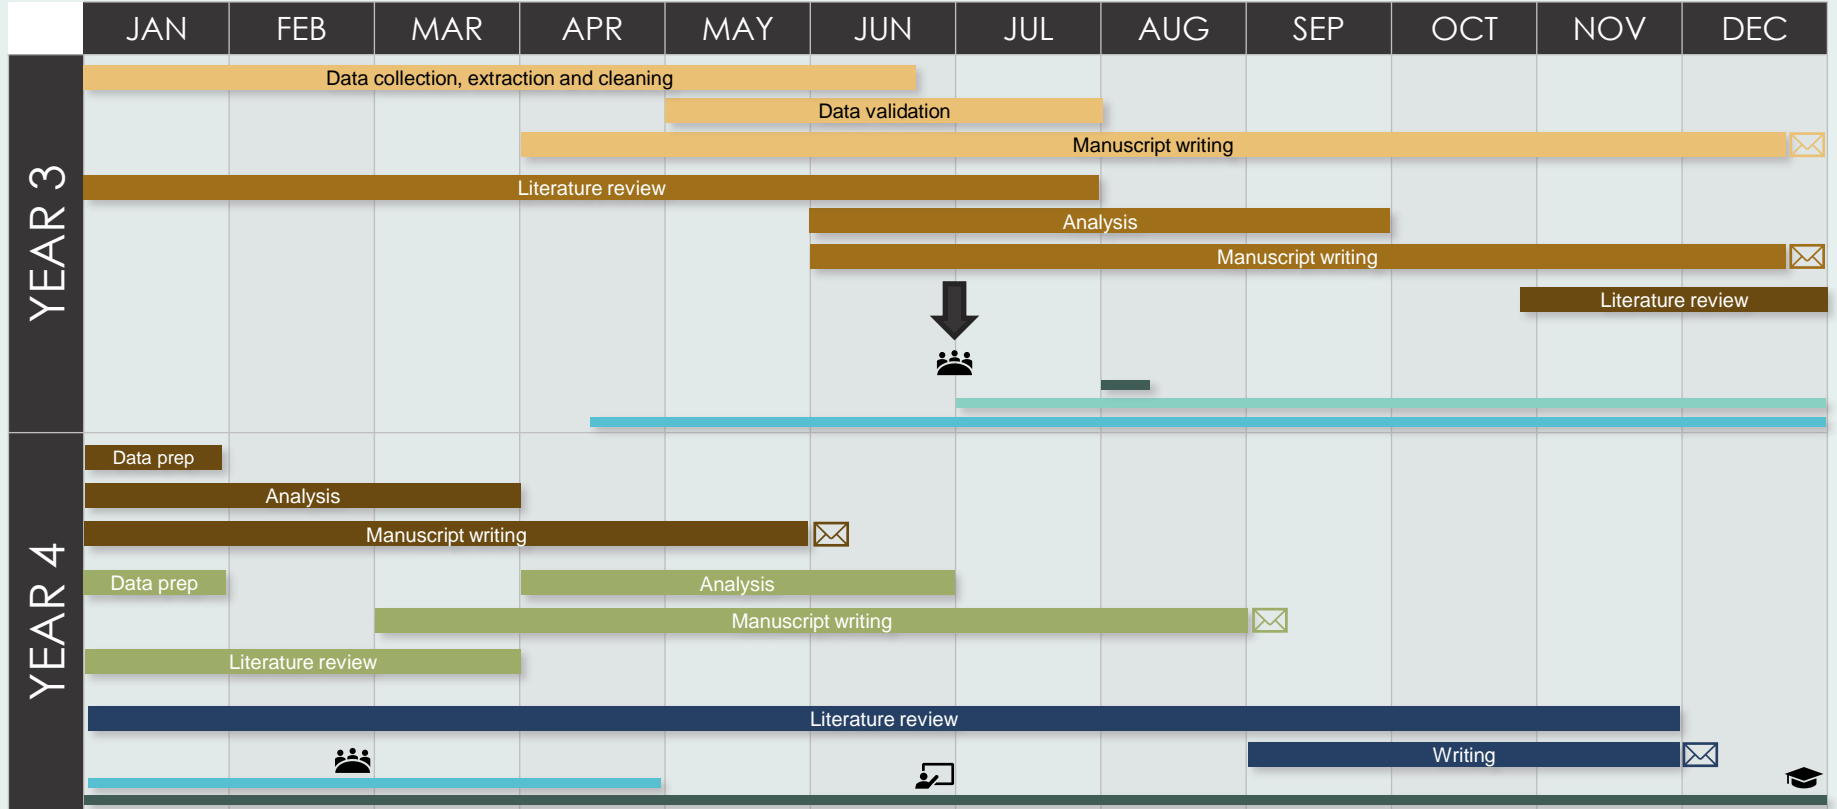 JAN FEB MAR APR MAY JUN JUL AUG SEP OCT NOV DEC
YEAR 3
Data collection, extraction and cleaning
Data validation
Manuscript writing
Literature review
Analysis
Manuscript writing
Literature review
YEAR 4
Data prep
Analysis
Manuscript writing
Data prep Analysis
Manuscript writing
Literature review
Literature review
Writing